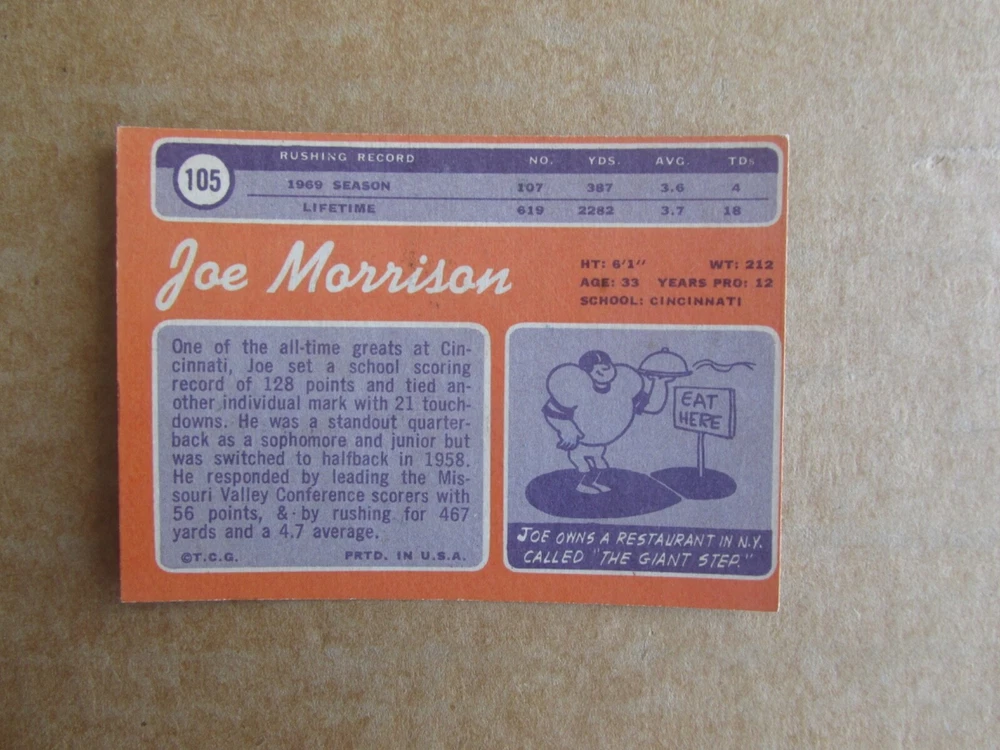 105
RUSHING RECORD NO. YDS. AVG. TDs
1969 SEASON 107 387 3.6 4
LIFETIME 619 2282 3.7 18
Joe Morrison
HT: 6'1" WT: 212
AGE: 33 YEARS PRO: 12
SCHOOL: CINCINNATI
One of the all-time greats at Cin-
cinnati, Joe set a school scoring
record of 128 points and tied an-
other individual mark with 21 touch-
downs. He was a standout quarter-
back as a sophomore and junior but
was switched to halfback in 1958.
He responded by leading the Mis-
souri Valley Conference scorers with
56 points, & by rushing for 467
yards and a 4.7 average.
©T.C.G. PRTD. IN U.S.A.
EAT
HERE
JOE OWNS A RESTAURANT IN N.Y.
CALLED "THE GIANT STEP."